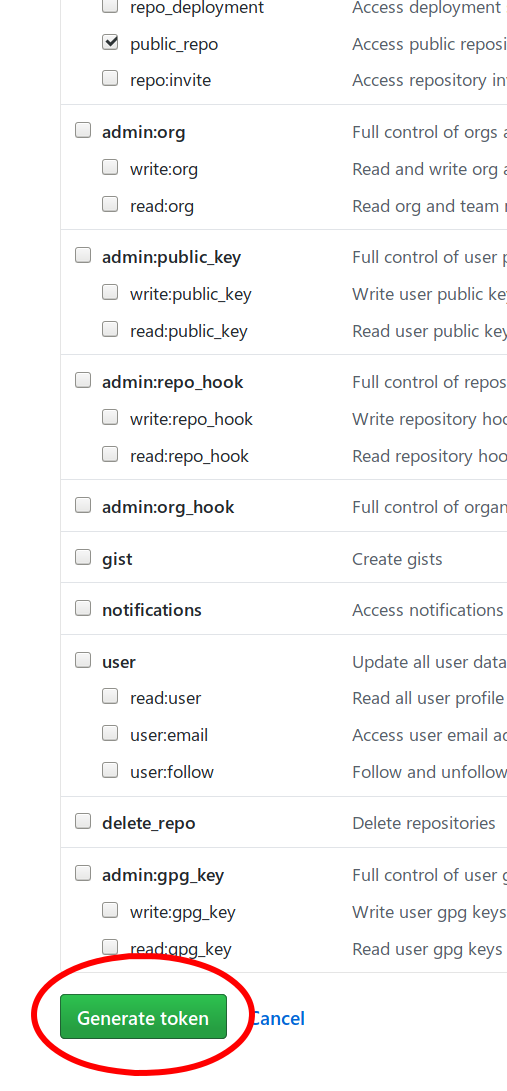 repo_deployment Access deployment
public_repo Access public reposi
repo:invite Access repository in
admin:org Full control of orgs a
write:org Read and write org a
read:org Read org and team
admin:public_key Full control of user p
write:public_key Write user public key
read:public_key Read user public key
admin:repo_hook Full control of repos
write:repo_hook Write repository hoo
read:repo_hook Read repository hoo
admin:org_hook Full control of organ
gist Create gists
notifications Access notifications
user Update all user data
read:user Read all user profile
user:email Access user email ad
user:follow Follow and unfollow
delete_repo Delete repositories
admin:gpg_key Full control of user g
write:gpg_key Write user gpg keys
read:gpg_key Read user gpg keys
Generate token Cancel